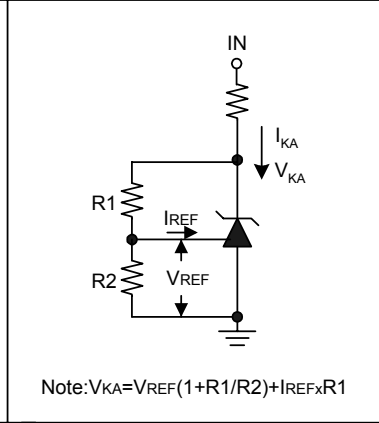 IN
IKA
VKA
R1
IREF
R2
VREF
Note:VKA=VREF(1+R1/R2)+IREFxR1